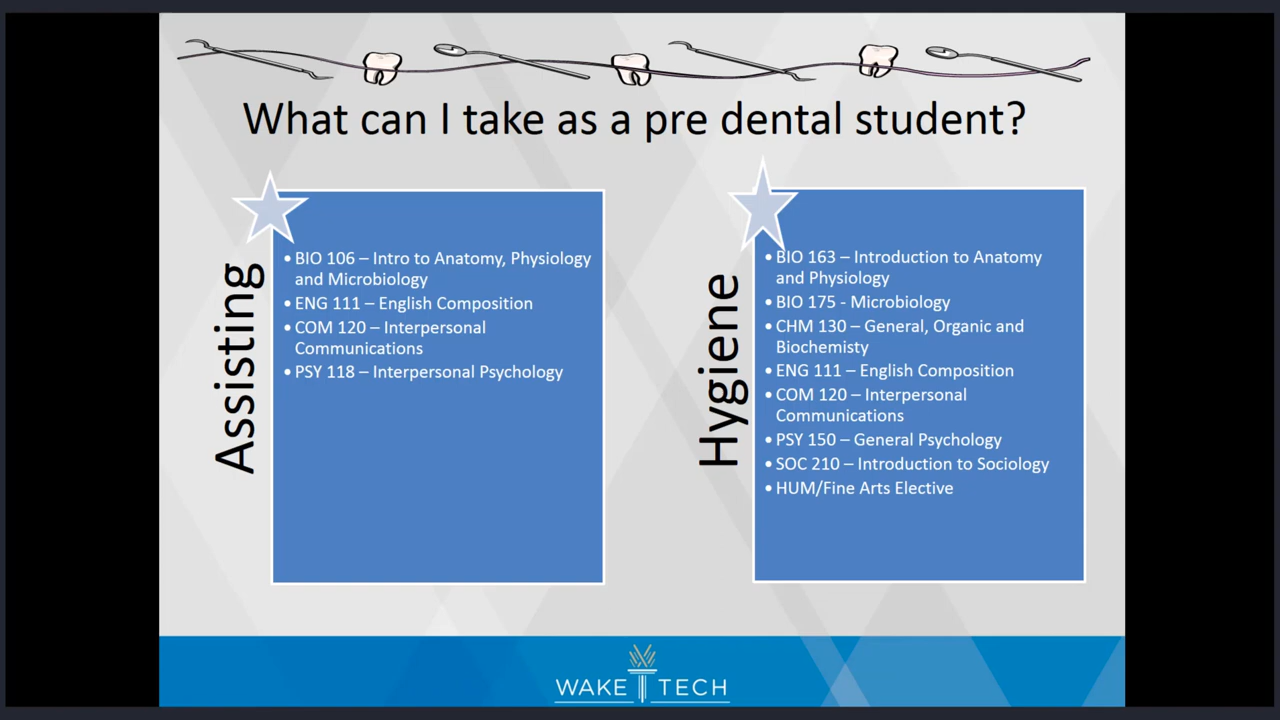 What can I take as a pre dental student?
Assisting
• BIO 106 – Intro to Anatomy, Physiology
and Microbiology
• ENG 111 – English Composition
• COM 120 – Interpersonal
Communications
• PSY 118 – Interpersonal Psychology
Hygiene
• BIO 163 – Introduction to Anatomy
and Physiology
• BIO 175 - Microbiology
• CHM 130 – General, Organic and
Biochemisty
• ENG 111 – English Composition
• COM 120 – Interpersonal
Communications
• PSY 150 – General Psychology
• SOC 210 – Introduction to Sociology
• HUM/Fine Arts Elective
WAKE TECH